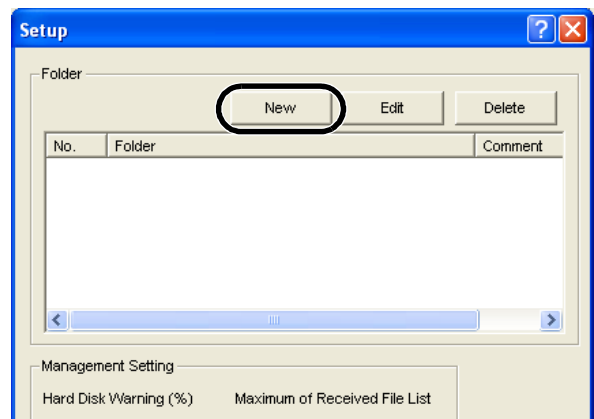 Setup
Folder
New Edit Delete
No. Folder Comment
Management Setting
Hard Disk Warning (%) Maximum of Received File List